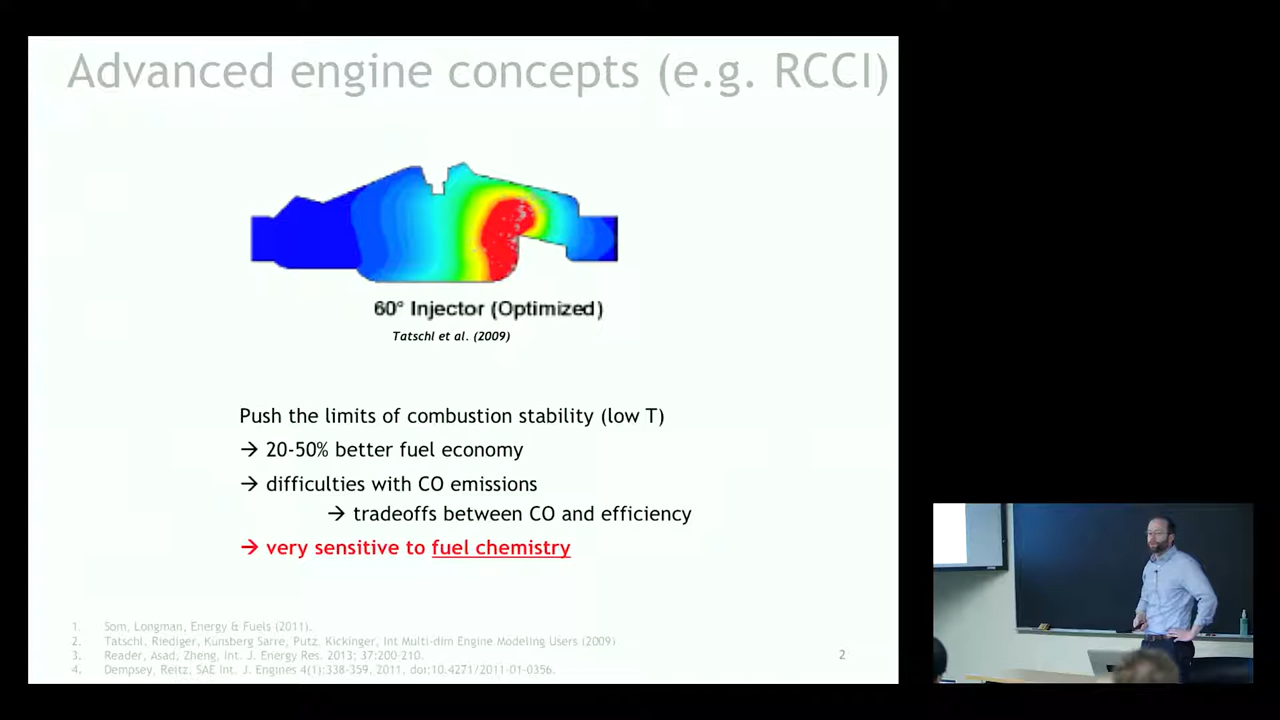 Advanced engine concepts (e.g. RCCI)
60° Injector (Optimized)
Tatschl et al. (2009)
Push the limits of combustion stability (low T)
→ 20-50% better fuel economy
→ difficulties with CO emissions
→ tradeoffs between CO and efficiency
→ very sensitive to fuel chemistry
1. Som, Longman, Energy & Fuels (2011).
2. Tatschl, Riediger, Künsberg Sarre, Putz, Kickinger, Int Multi-dim Engine Modeling Users (2009)
3. Reader, Asad, Zheng, Int. J. Energy Res. 2013; 37:200-210.
4. Dempsey, Reitz, SAE Int. J. Engines 4(1):338-359, 2011, doi:10.4271/2011-01-0356.
2